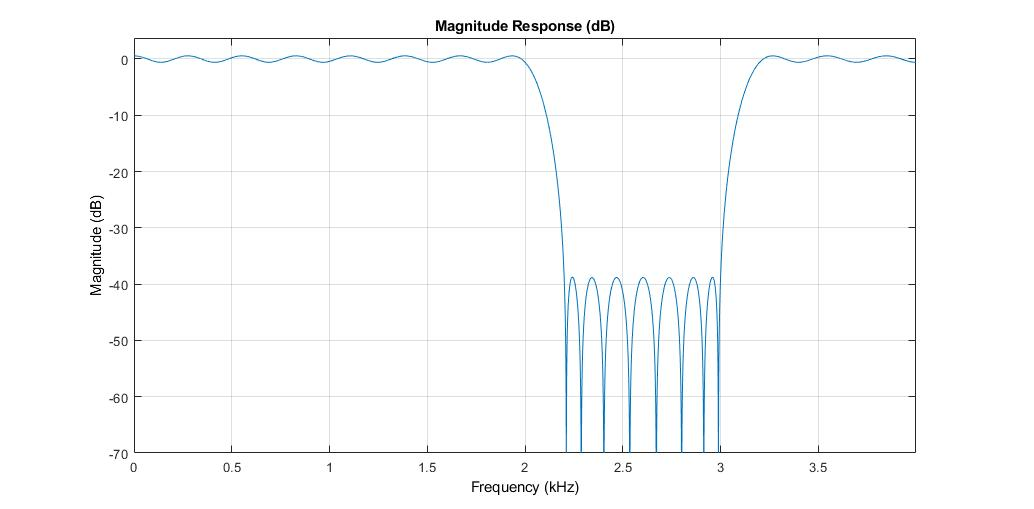 Magnitude Response (dB)
0
-10
-20
-30
-40
-50
-60
-70
Magnitude (dB)
0 0.5 1 1.5 2 2.5 3 3.5
Frequency (kHz)